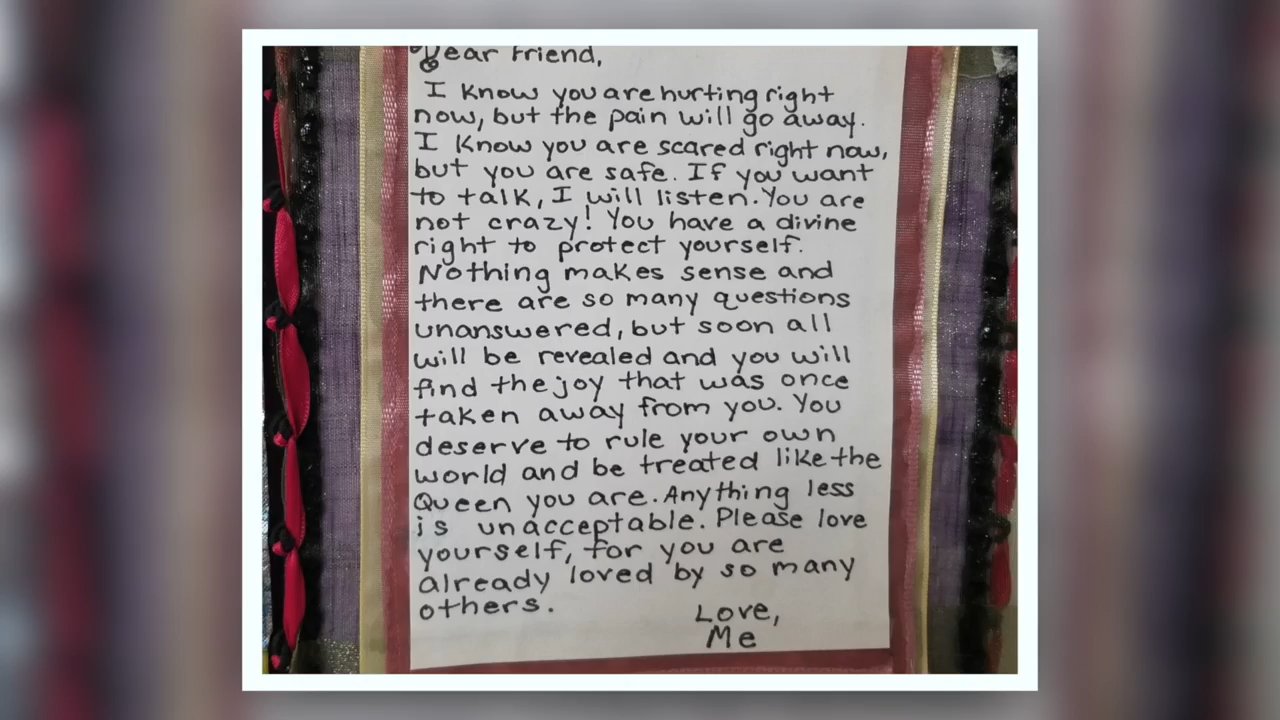 Dear Friend,
I know you are hurting right
now, but the pain will go away.
I know you are scared right now,
but you are safe. If you want
to talk, I will listen. You are
not crazy! You have a divine
right to protect yourself.
Nothing makes sense and
there are so many questions
unanswered, but soon all
will be revealed and you will
find the joy that was once
taken away from you. You
deserve to rule your own
world and be treated like the
Queen you are. Anything less
is unacceptable. Please love
yourself, for you are
already loved by so many
others.
Love,
Me